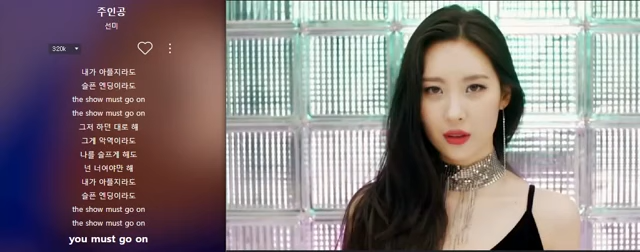 주인공
선미
320k
내가 아플지라도
슬픈 엔딩이라도
the show must go on
the show must go on
그저 하던 대로 해
그게 악역이라도
나를 슬프게 해도
넌 너여야만 해
내가 아플지라도
슬픈 엔딩이라도
the show must go on
the show must go on
you must go on